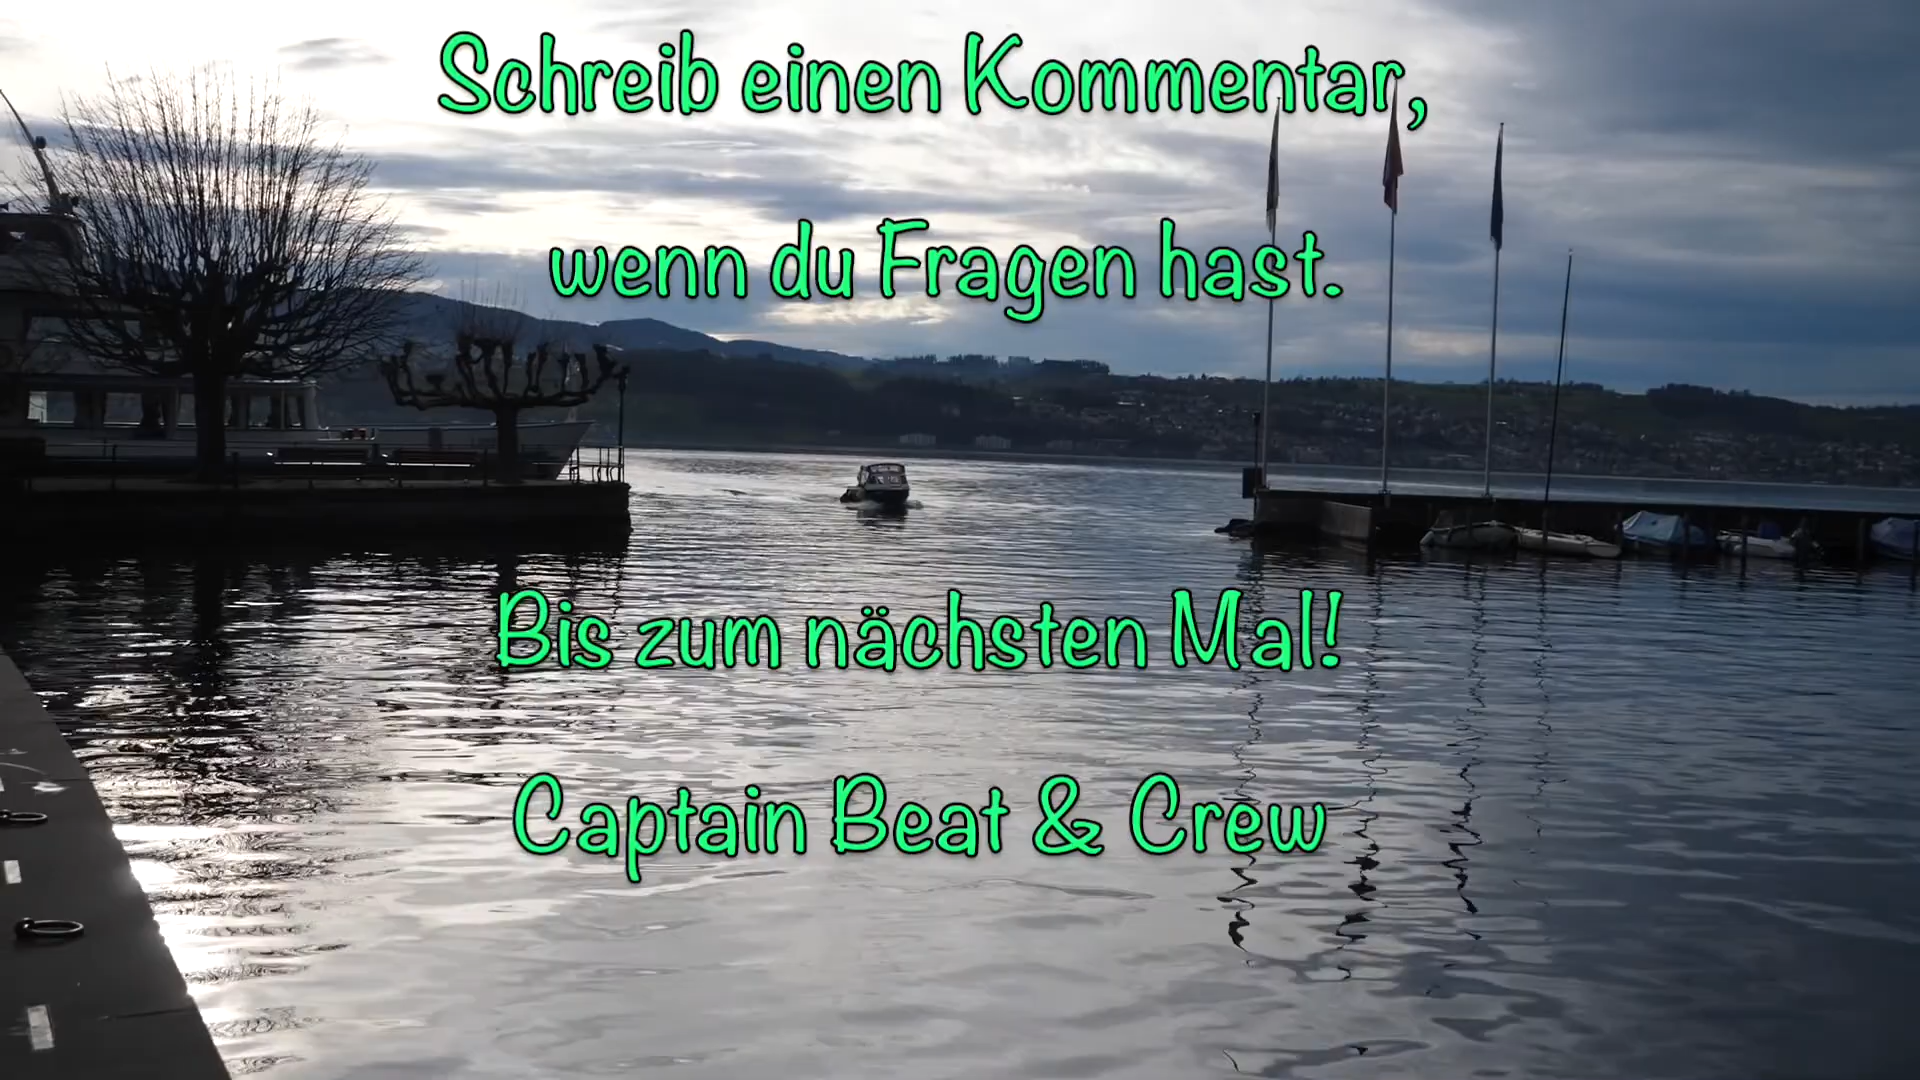 Schreib einen Kommentar,
wenn du Fragen hast.
Bis zum nächsten Mal!
Captain Beat & Crew